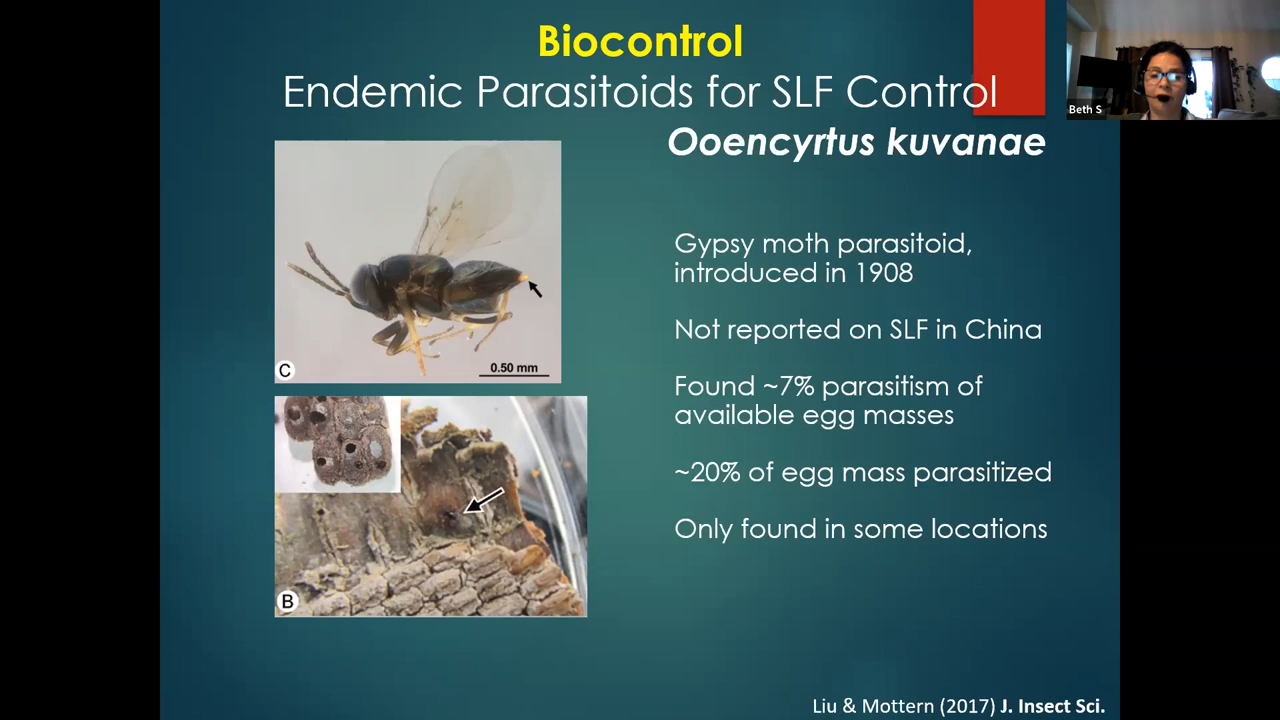 Biocontrol
Endemic Parasitoids for SLF Control
Ooencyrtus kuvanae
Beth S
Gypsy moth parasitoid,
introduced in 1908
Not reported on SLF in China
Found ~7% parasitism of
available egg masses
~20% of egg mass parasitized
Only found in some locations
C
0.50 mm
B
Liu & Mottern (2017) J. Insect Sci.